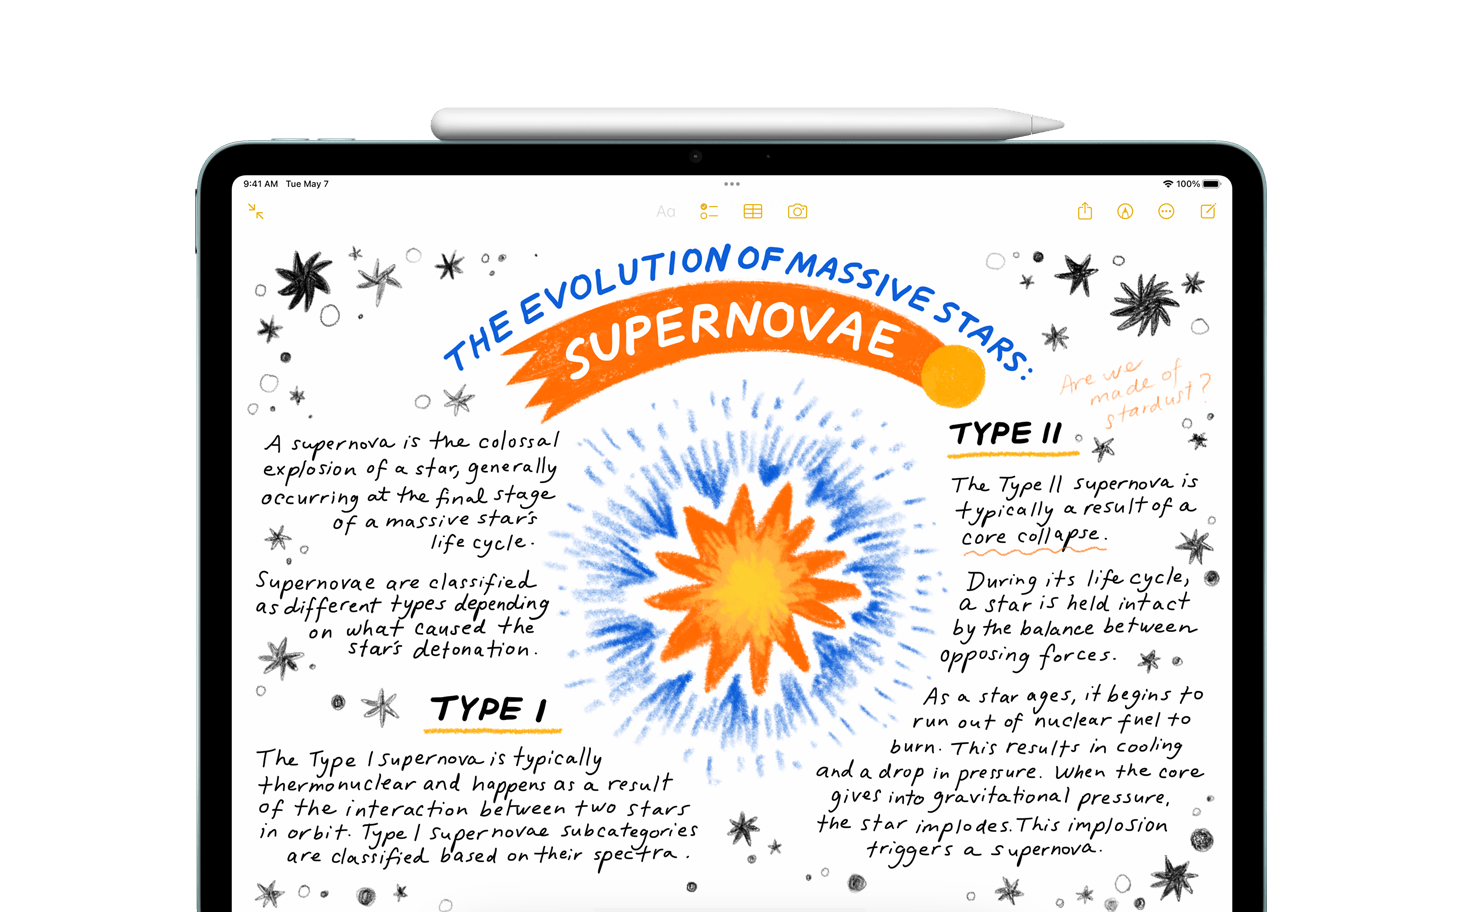 9:41 AM Tue May 7
100%
Aa
THE EVOLUTION OF MASSIVE STARS:
SUPERNOVAE
Are we
made of
stardust?
A supernova is the colossal
explosion of a star, generally
occurring at the final stage
of a massive star's
life cycle.
Supernovae are classified
as different types depending
on what caused the
star's detonation.
TYPE I
The Type I supernova is typically
thermonuclear and happens as a result
of the interaction between two stars
in orbit. Type I supernovae subcategories
are classified based on their spectra.
TYPE II
The Type II supernova is
typically a result of a
core collapse.
During its life cycle,
a star is held intact
by the balance between
opposing forces.
As a star ages, it begins to
run out of nuclear fuel to
burn. This results in cooling
and a drop in pressure. When the core
gives into gravitational pressure,
the star implodes. This implosion
triggers a supernova.